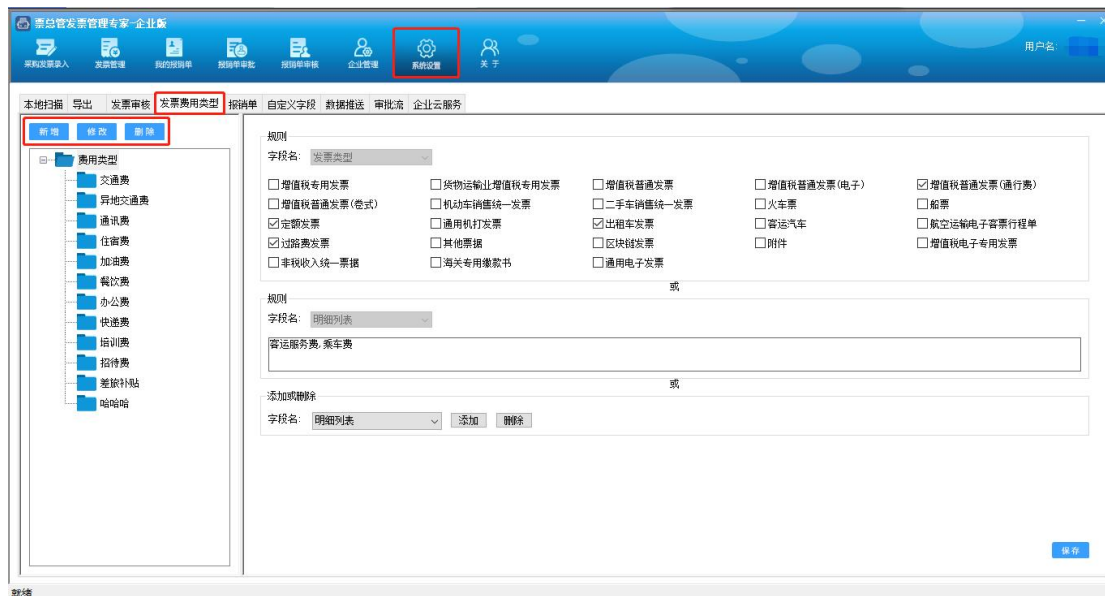 票总管发票管理专家-企业版
采购发票录入 发票管理 我的报销单 报销单审批 报销单审核 企业管理 系统设置 关于
用户名:
本地扫描 导出 发票审核 发票费用类型 报销单 自定义字段 数据推送 审批流 企业云服务
新增 修改 删除
费用类型
交通费
异地交通费
通讯费
住宿费
加油费
餐饮费
办公费
快递费
培训费
招待费
差旅补贴
哈哈哈
规则
字段名: 发票类型
增值税专用发票 货物运输业增值税专用发票 增值税普通发票 增值税普通发票(电子) 增值税普通发票(通行费)
增值税普通发票(卷式) 机动车销售统一发票 二手车销售统一发票 火车票 船票
定额发票 通用机打发票 出租车发票 客运汽车 航空运输电子客票行程单
过路费发票 其他票据 区块链发票 附件 增值税电子专用发票
非税收入统一票据 海关专用缴款书 通用电子发票
或
规则
字段名: 明细列表
客运服务费,乘车费
或
添加或删除
字段名: 明细列表 添加 删除
保存
就绪